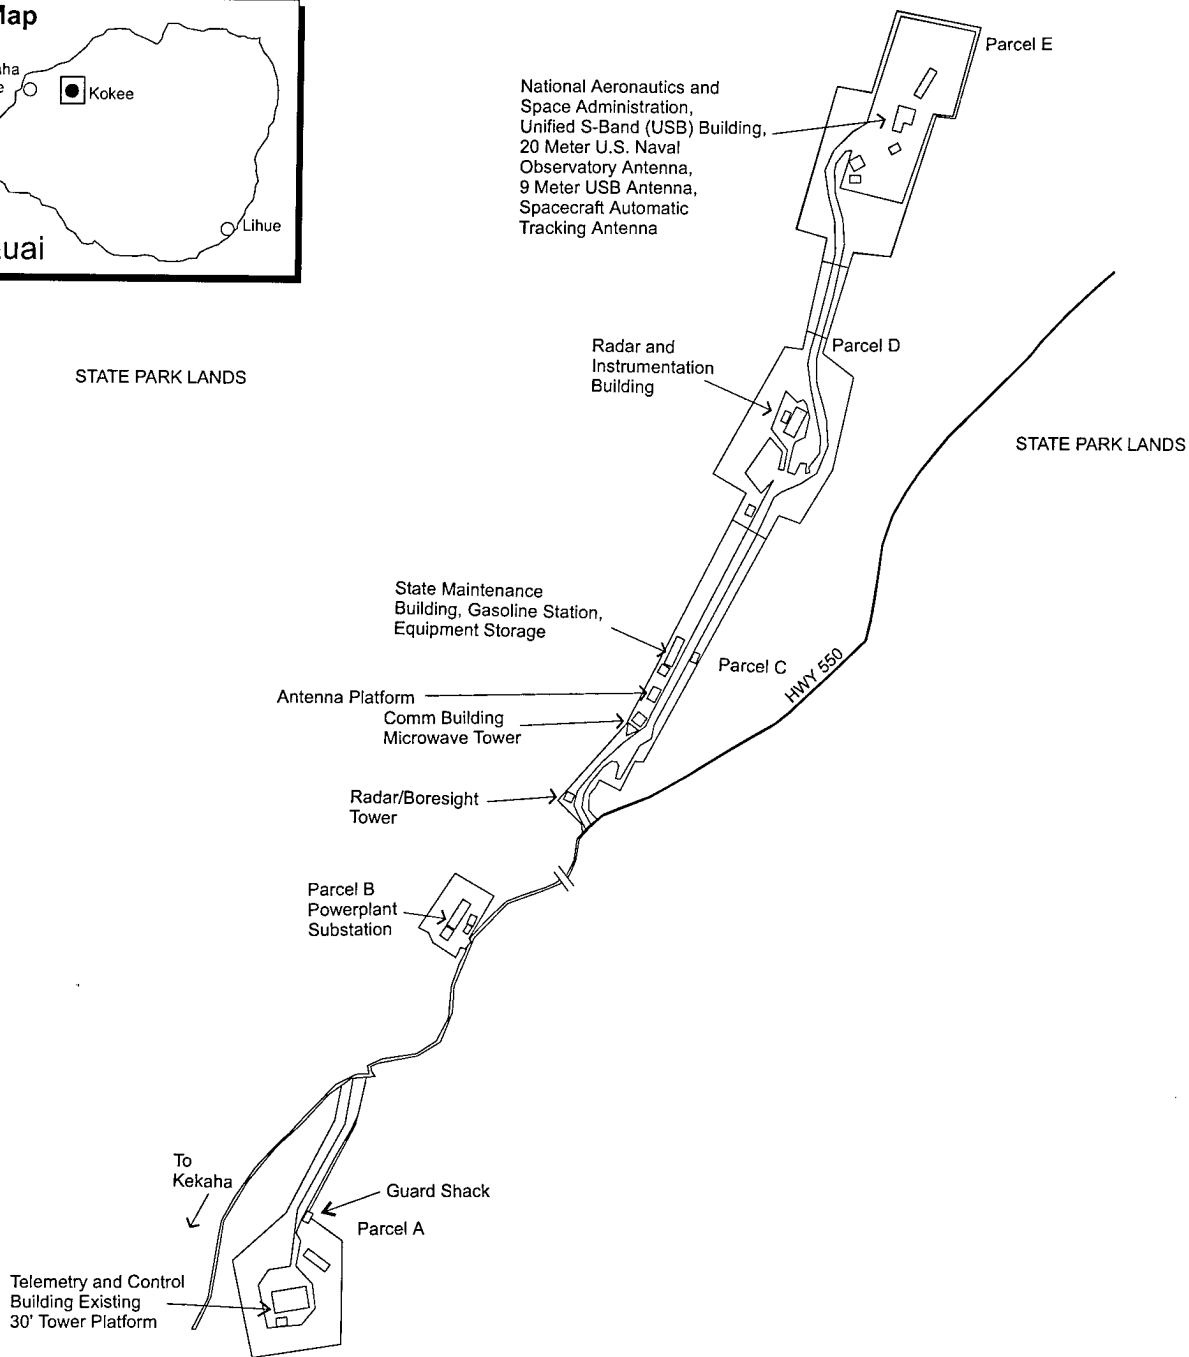 Map
Kokee
Lihue
STATE PARK LANDS
National Aeronautics and
Space Administration,
Unified S-Band (USB) Building,
20 Meter U.S. Naval
Observatory Antenna,
9 Meter USB Antenna,
Spacecraft Automatic
Tracking Antenna
Parcel E
Radar and
Instrumentation
Building
Parcel D
STATE PARK LANDS
State Maintenance
Building, Gasoline Station,
Equipment Storage
Parcel C
HWY 550
Antenna Platform
Comm Building
Microwave Tower
Radar/Boresight
Tower
Parcel B
Powerplant
Substation
To
Kekaha
Guard Shack
Parcel A
Telemetry and Control
Building Existing
30' Tower Platform